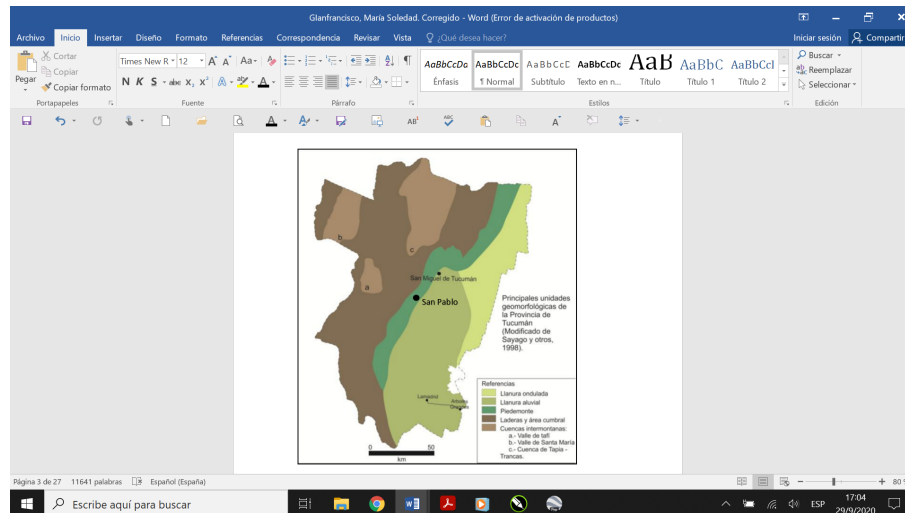 Glanfrancisco, María Soledad. Corregido - Word (Error de activación de productos)
Archivo Inicio Insertar Diseño Formato Referencias Correspondencia Revisar Vista ¿Qué desea hacer? Iniciar sesión Compartir
Cortar
Copiar
Pegar
Copiar formato
Portapapeles
Times New R 12
N K S abc X₂ X²
Fuente
Párrafo
AaBbCcDc AaBbCcDc AaBbCcD AaBbCcDc AaB AaBbC AaBbCcI
Énfasis ¶ Normal Subtítulo Texto en n... Título Título 1 Título 2
Estilos
Buscar
Reemplazar
Seleccionar
Edición
b
c
a
San Miguel de Tucumán
San Pablo
Principales unidades
geomorfológicas de
la Provincia de
Tucumán
(Modificado de
Sayago y otros,
1998).
Lamadrid
0 50
km
Referencias
Llanura ondulada
Llanura aluvial
Piedemonte
Laderas y área cumbral
Cuencas intermontanas:
a.- Valle de tafí
b.- Valle de Santa María
c.- Cuenca de Tapia -
Trancas.
Página 3 de 27 11641 palabras Español (España) 80
Escribe aquí para buscar
ESP
17:04
29/9/2020